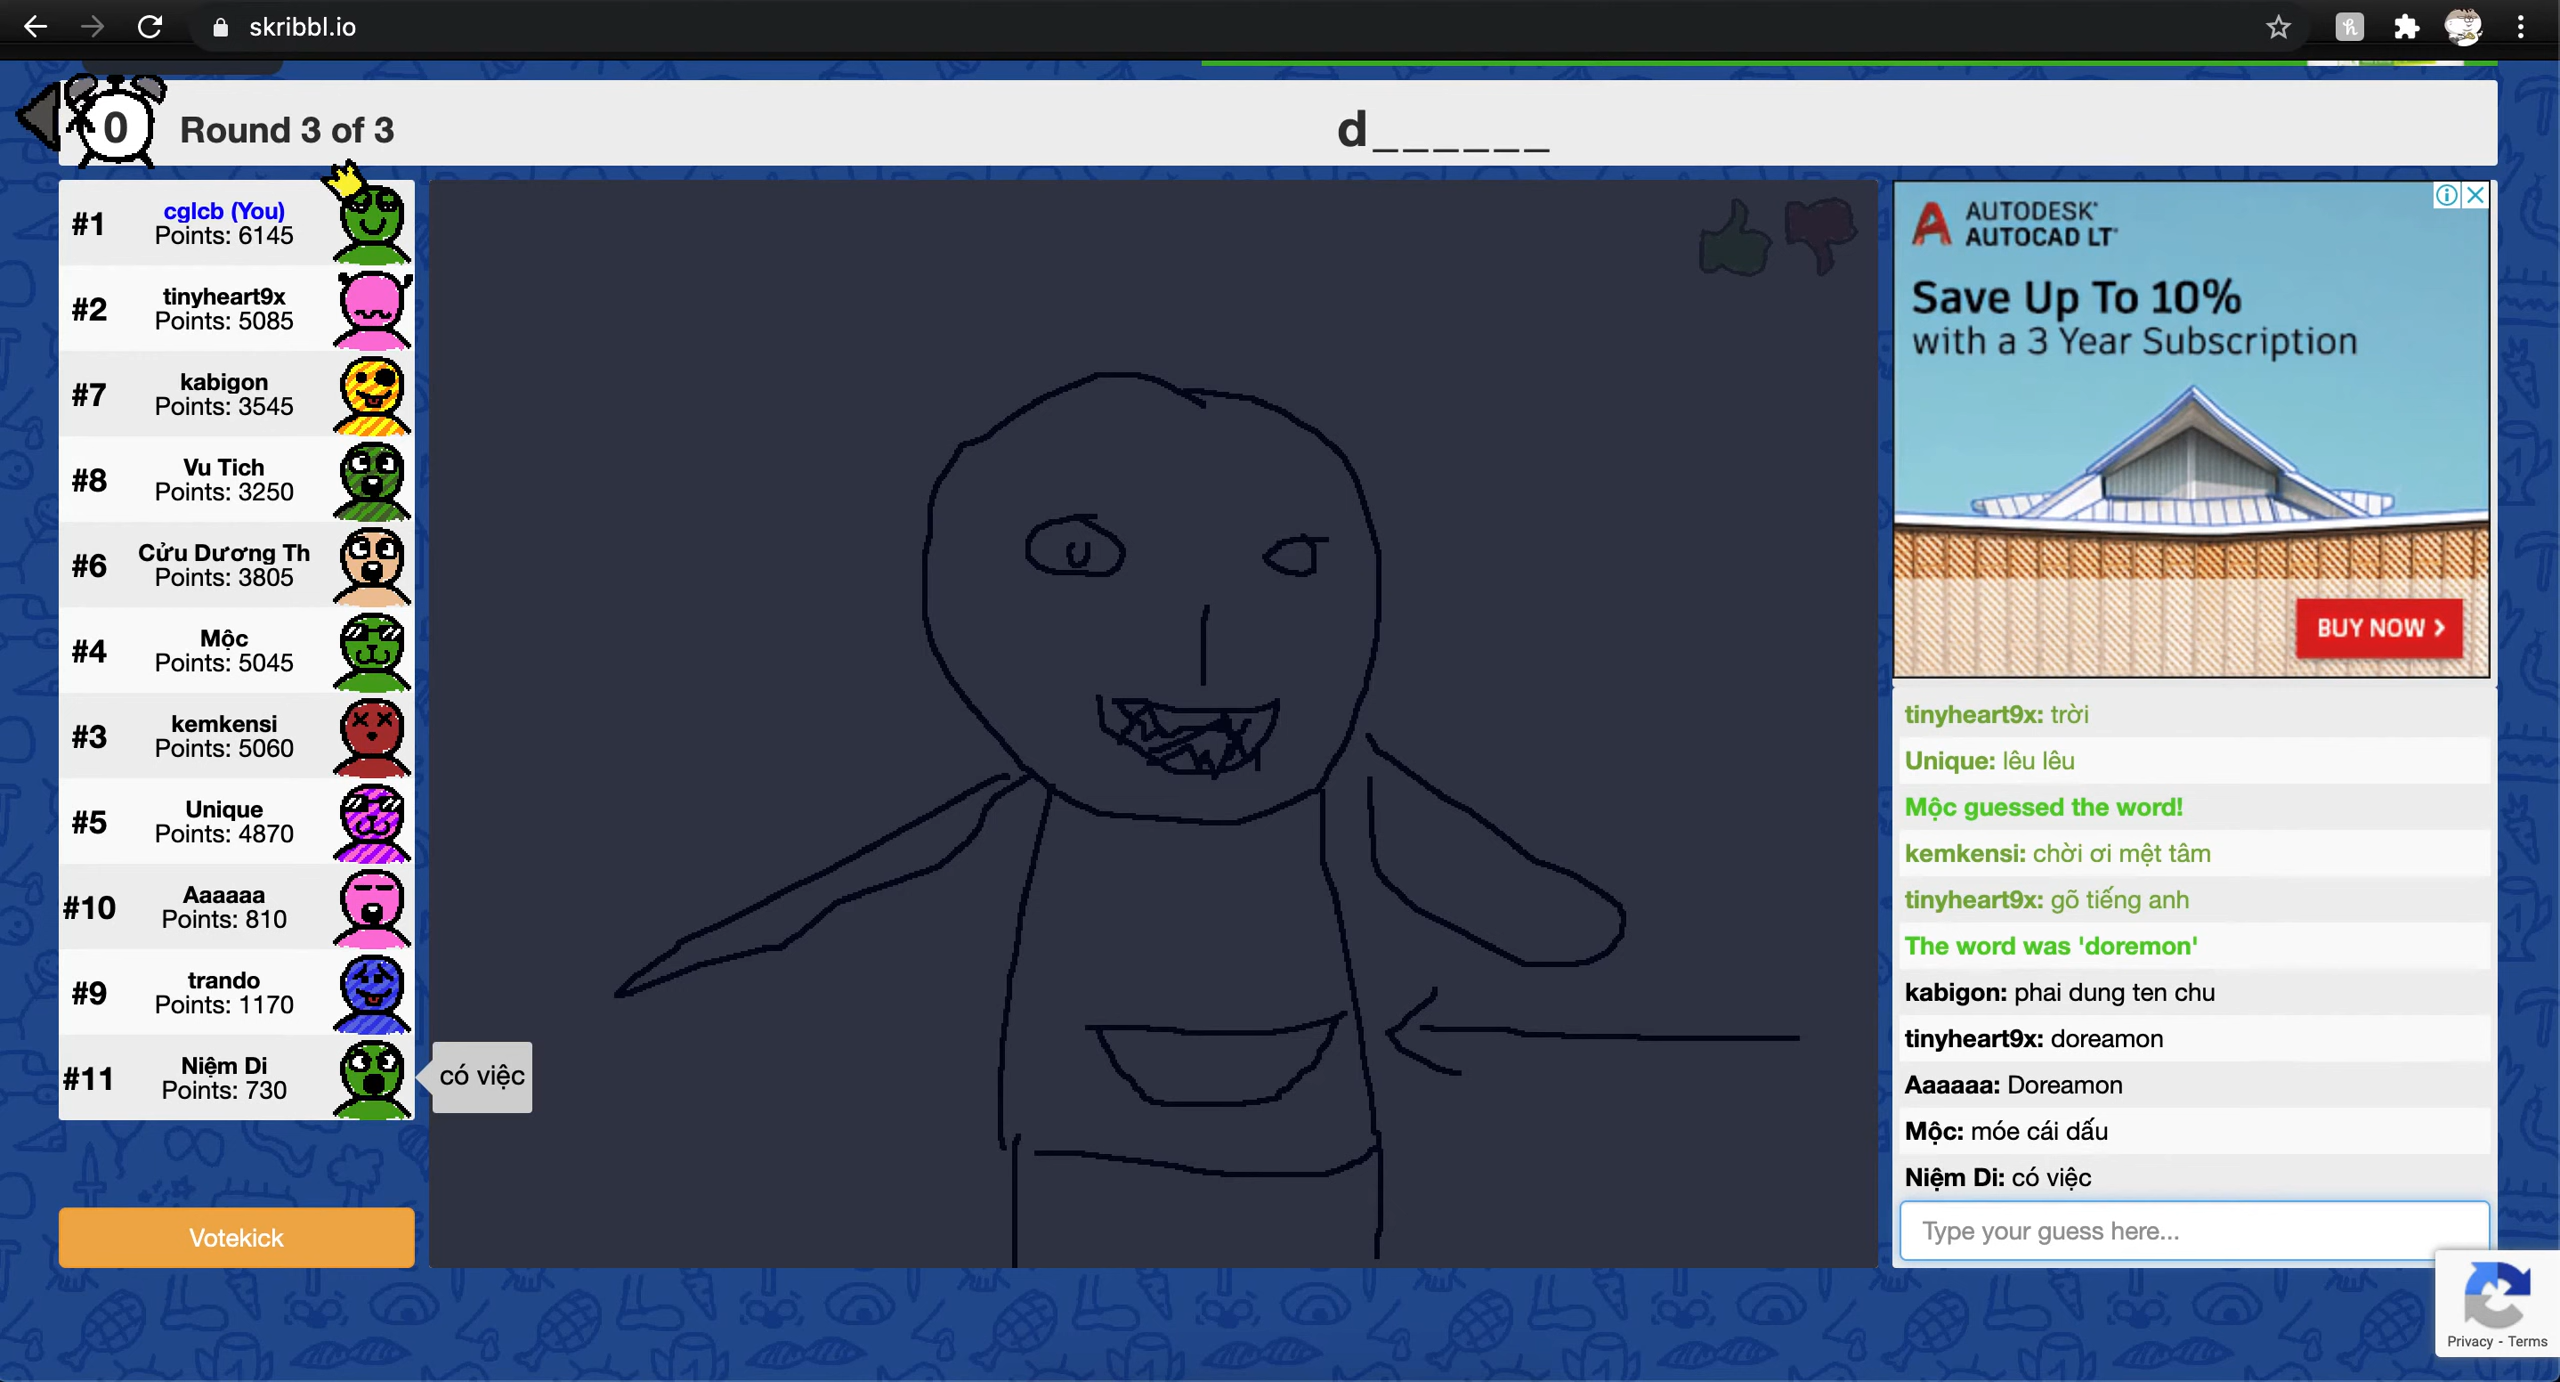 skribbl.io
0
Round 3 of 3
d______
#1
cglcb (You)
Points: 6145
#2
tinyheart9x
Points: 5085
#7
kabigon
Points: 3545
#8
Vu Tich
Points: 3250
#6
Cửu Dương Th
Points: 3805
#4
Mộc
Points: 5045
#3
kemkensi
Points: 5060
#5
Unique
Points: 4870
#10
Aaaaaa
Points: 810
#9
trando
Points: 1170
#11
Niệm Di
Points: 730
có việc
Votekick
AUTODESK®
AUTOCAD LT®
Save Up To 10%
with a 3 Year Subscription
BUY NOW >
tinyheart9x: trời
Unique: lêu lêu
Mộc guessed the word!
kemkensi: chời ơi mệt tâm
tinyheart9x: gõ tiếng anh
The word was 'doremon'
kabigon: phai dung ten chu
tinyheart9x: doreamon
Aaaaaa: Doreamon
Mộc: móe cái dấu
Niệm Di: có việc
Type your guess here...
Privacy - Terms